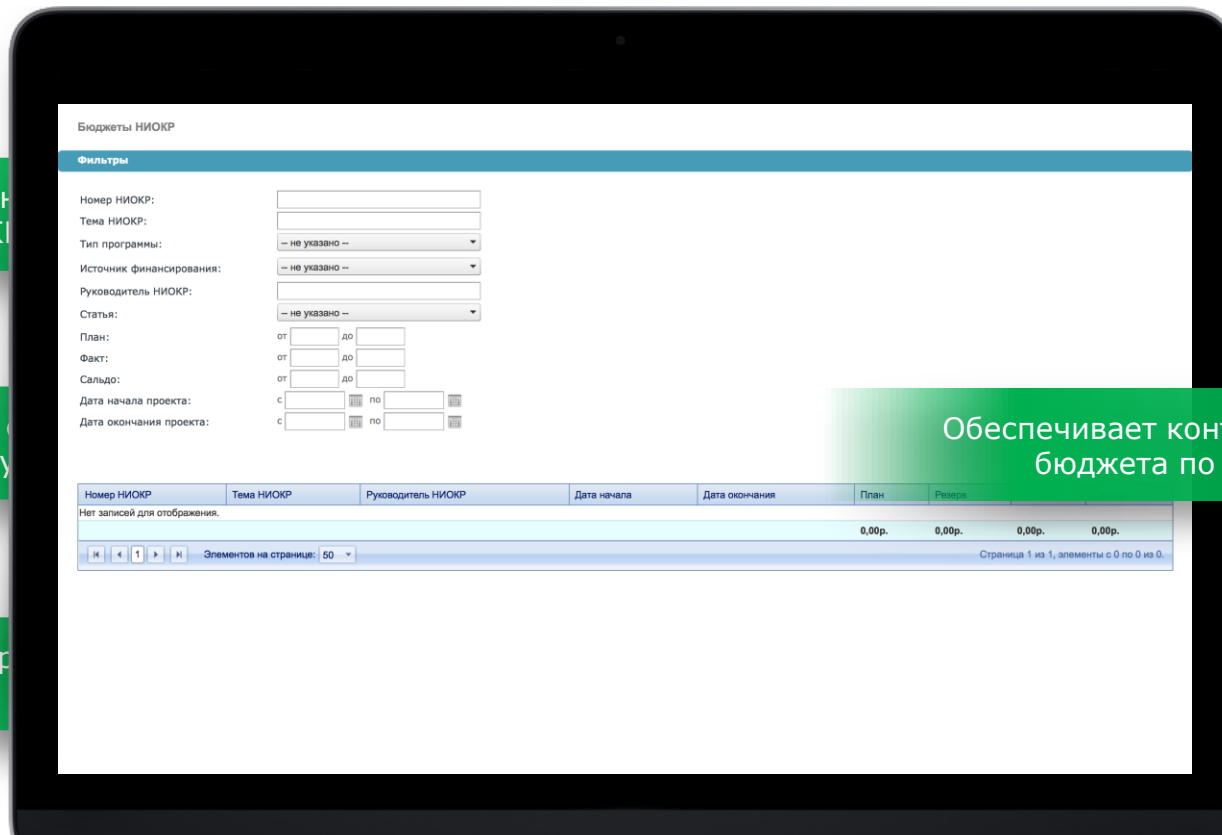 Бюджеты НИОКР
Фильтры
Номер НИОКР:
Тема НИОКР:
Тип программы: -- не указано --
Источник финансирования: -- не указано --
Руководитель НИОКР:
Статья: -- не указано --
План: от до
Факт: от до
Сальдо: от до
Дата начала проекта: с по
Дата окончания проекта: с по
Обеспечивает
бюджета по
Номер НИОКР Тема НИОКР Руководитель НИОКР Дата начала Дата окончания План Резерв
Нет записей для отображения.
0,00р. 0,00р. 0,00р. 0,00р.
1 Элементов на странице: 50 Страница 1 из 1, элементы с 0 по 0 из 0.